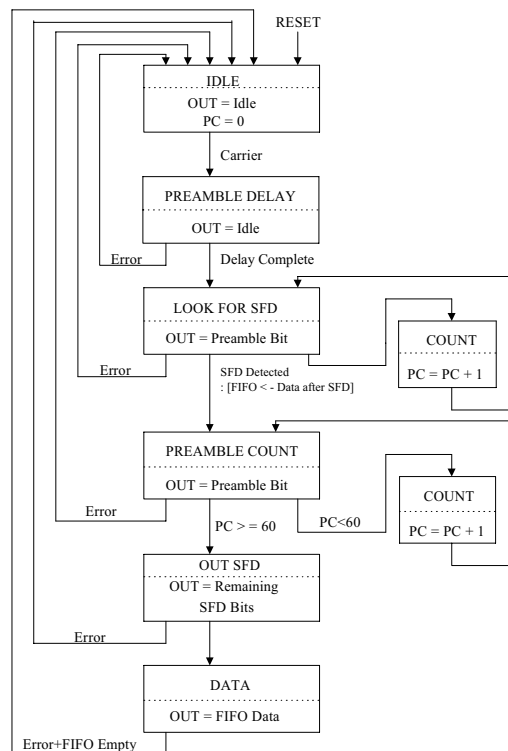 RESET
IDLE
OUT = Idle
PC = 0
Carrier
PREAMBLE DELAY
OUT = Idle
Error
Delay Complete
LOOK FOR SFD
OUT = Preamble Bit
COUNT
PC = PC + 1
Error
SFD Detected
: [FIFO < - Data after SFD]
PREAMBLE COUNT
OUT = Preamble Bit
COUNT
PC = PC + 1
Error
PC > = 60
PC<60
OUT SFD
OUT = Remaining
SFD Bits
Error
DATA
OUT = FIFO Data
Error+FIFO Empty